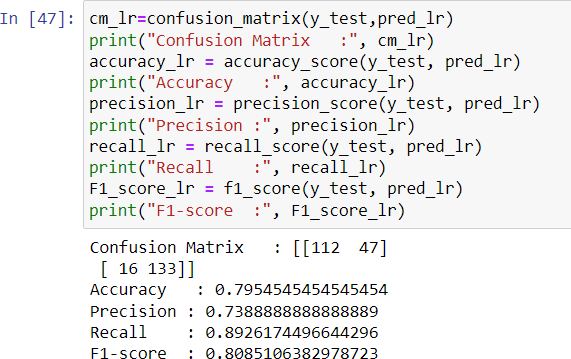 In [47]: cm_lr=confusion_matrix(y_test,pred_lr)
print("Confusion Matrix   :", cm_lr)
accuracy_lr = accuracy_score(y_test, pred_lr)
print("Accuracy   :", accuracy_lr)
precision_lr = precision_score(y_test, pred_lr)
print("Precision :", precision_lr)
recall_lr = recall_score(y_test, pred_lr)
print("Recall    :", recall_lr)
F1_score_lr = f1_score(y_test, pred_lr)
print("F1-score  :", F1_score_lr)
Confusion Matrix   : [[112  47]
 [ 16 133]]
Accuracy   : 0.7954545454545454
Precision : 0.7388888888888889
Recall    : 0.8926174496644296
F1-score  : 0.8085106382978723